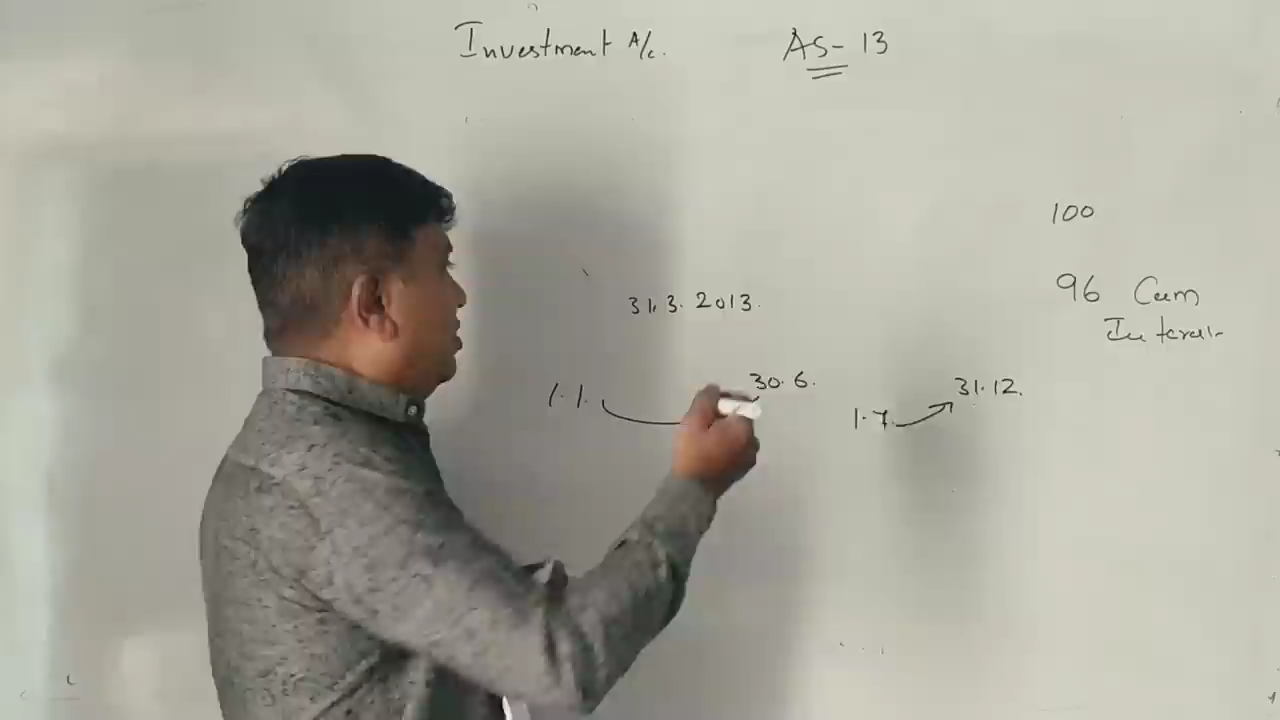 Investment A/c. AS-13
100
96 Cum
Interest
31.3.2013.
1.1. 30.6.
1.7. 31.12.